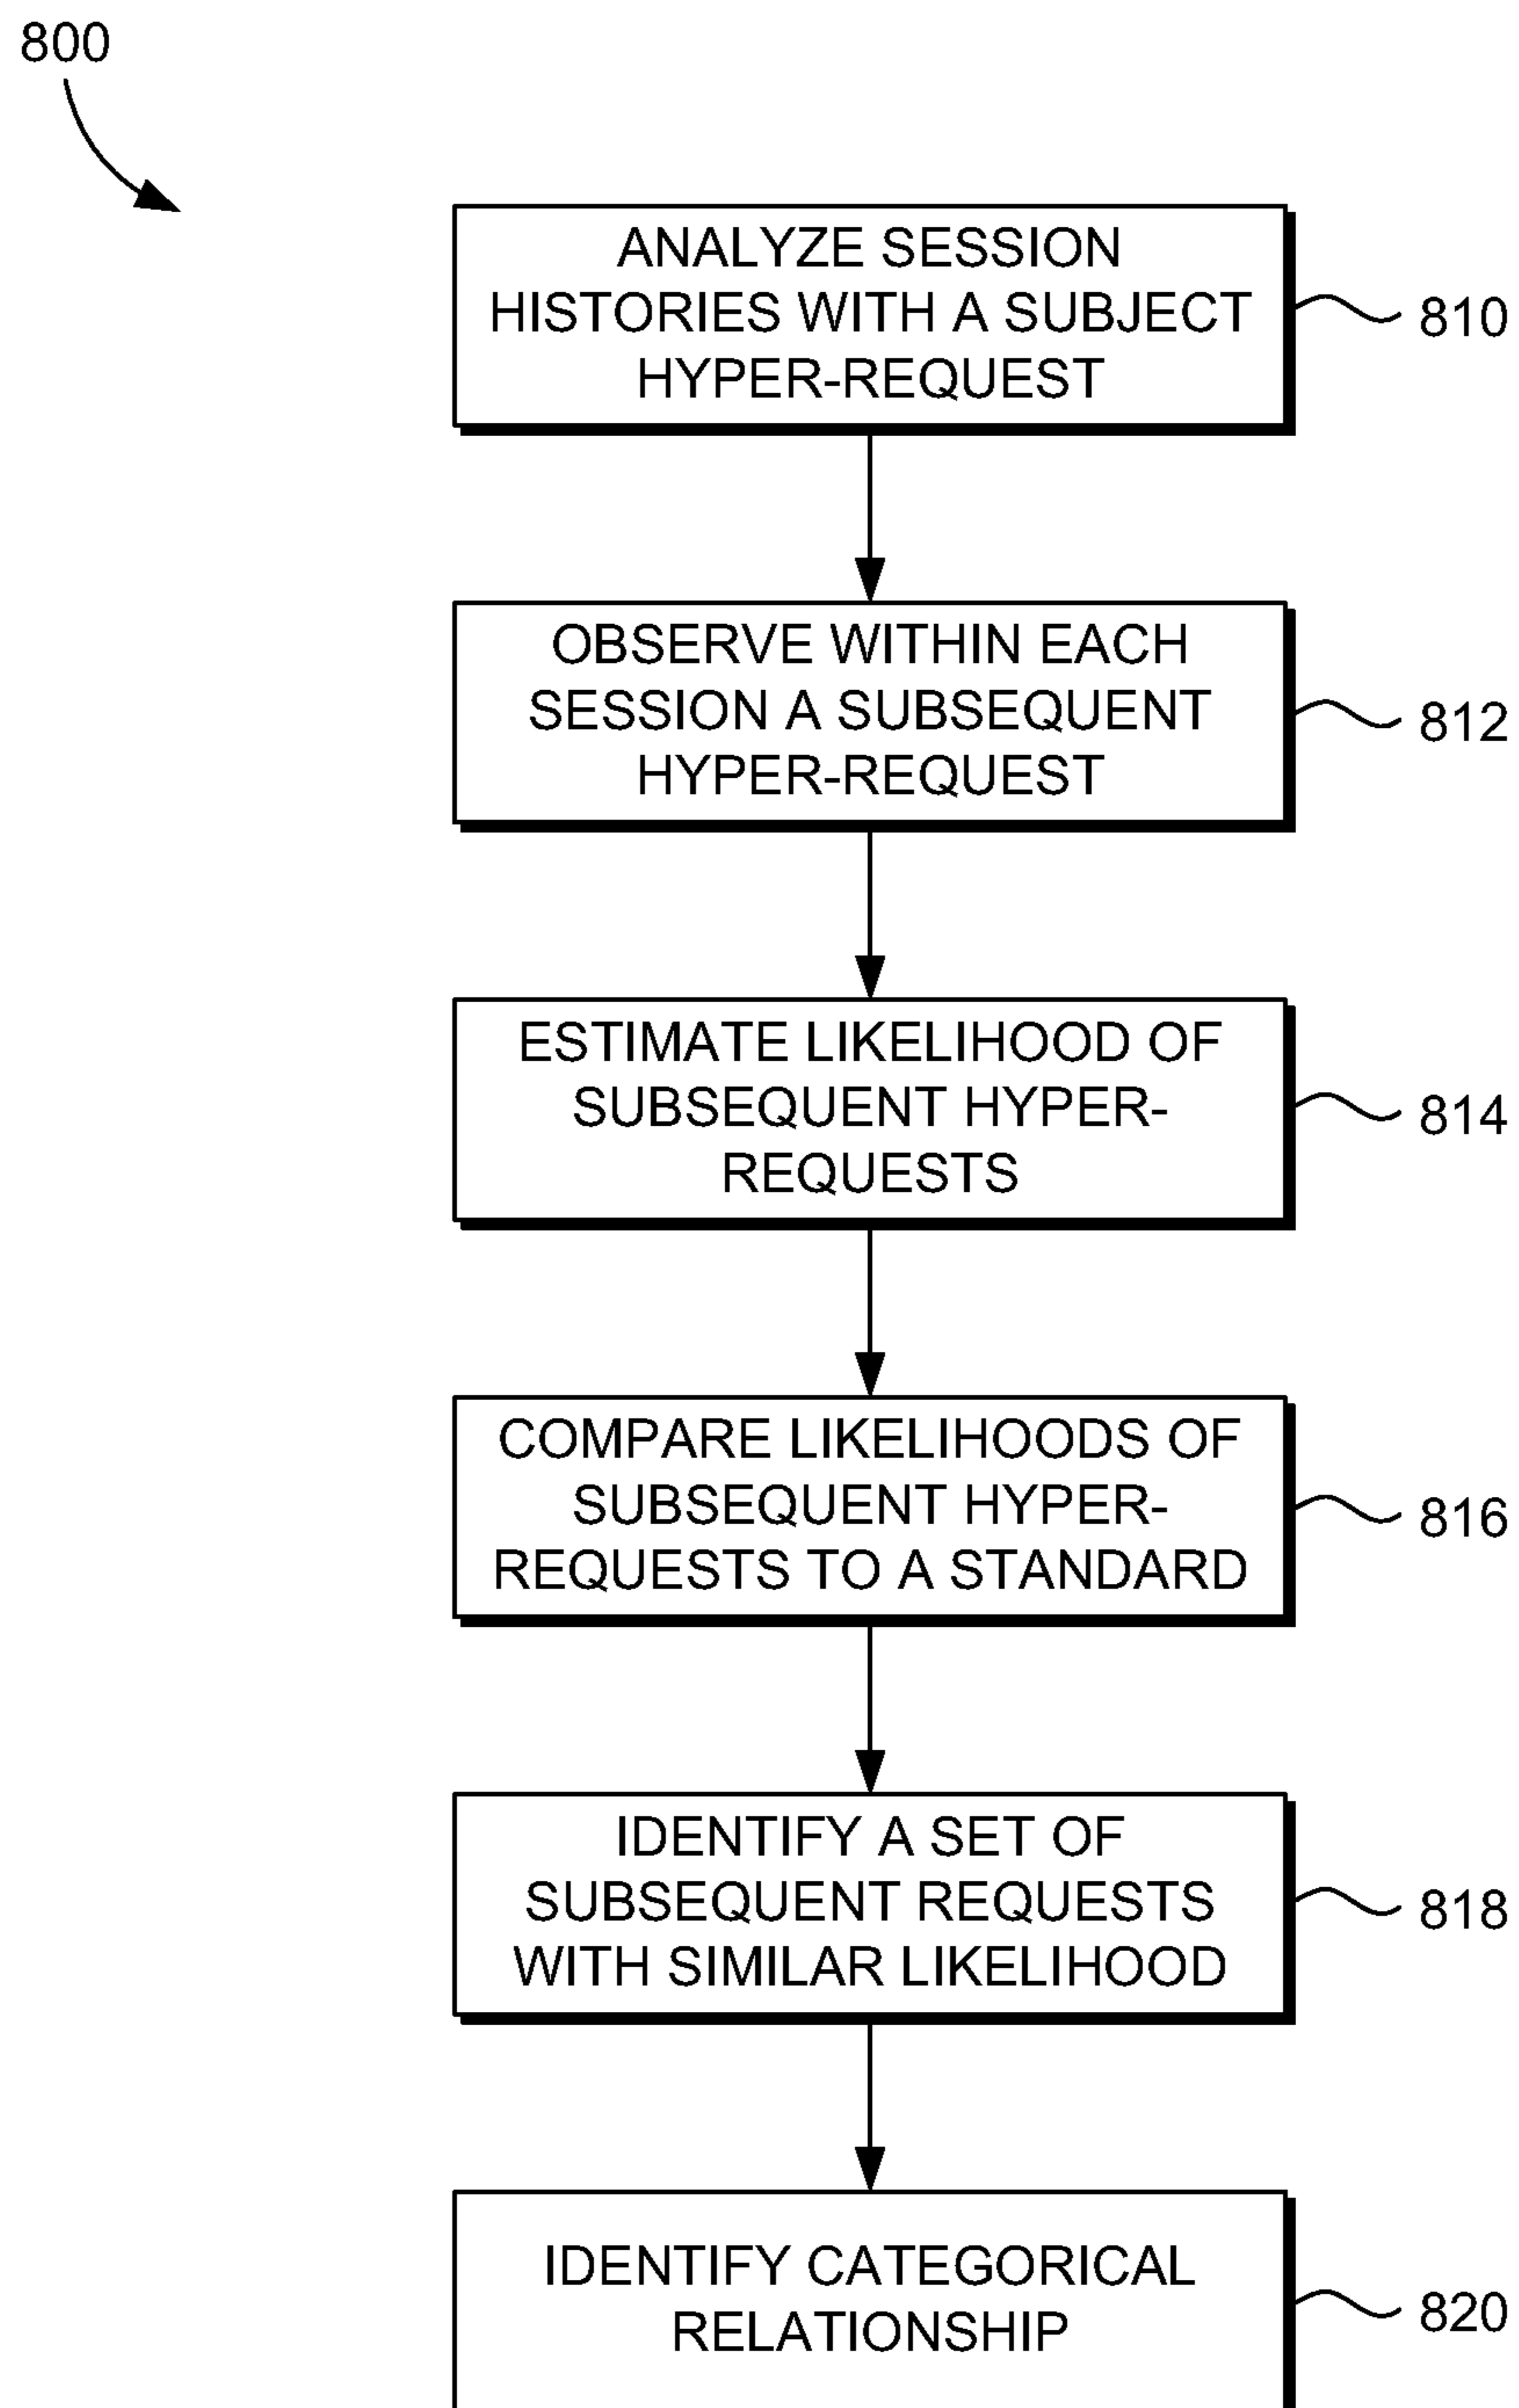 800
ANALYZE SESSION
HISTORIES WITH A SUBJECT
HYPER-REQUEST
810
OBSERVE WITHIN EACH
SESSION A SUBSEQUENT
HYPER-REQUEST
812
ESTIMATE LIKELIHOOD OF
SUBSEQUENT HYPER-
REQUESTS
814
COMPARE LIKELIHOODS OF
SUBSEQUENT HYPER-
REQUESTS TO A STANDARD
816
IDENTIFY A SET OF
SUBSEQUENT REQUESTS
WITH SIMILAR LIKELIHOOD
818
IDENTIFY CATEGORICAL
RELATIONSHIP
820